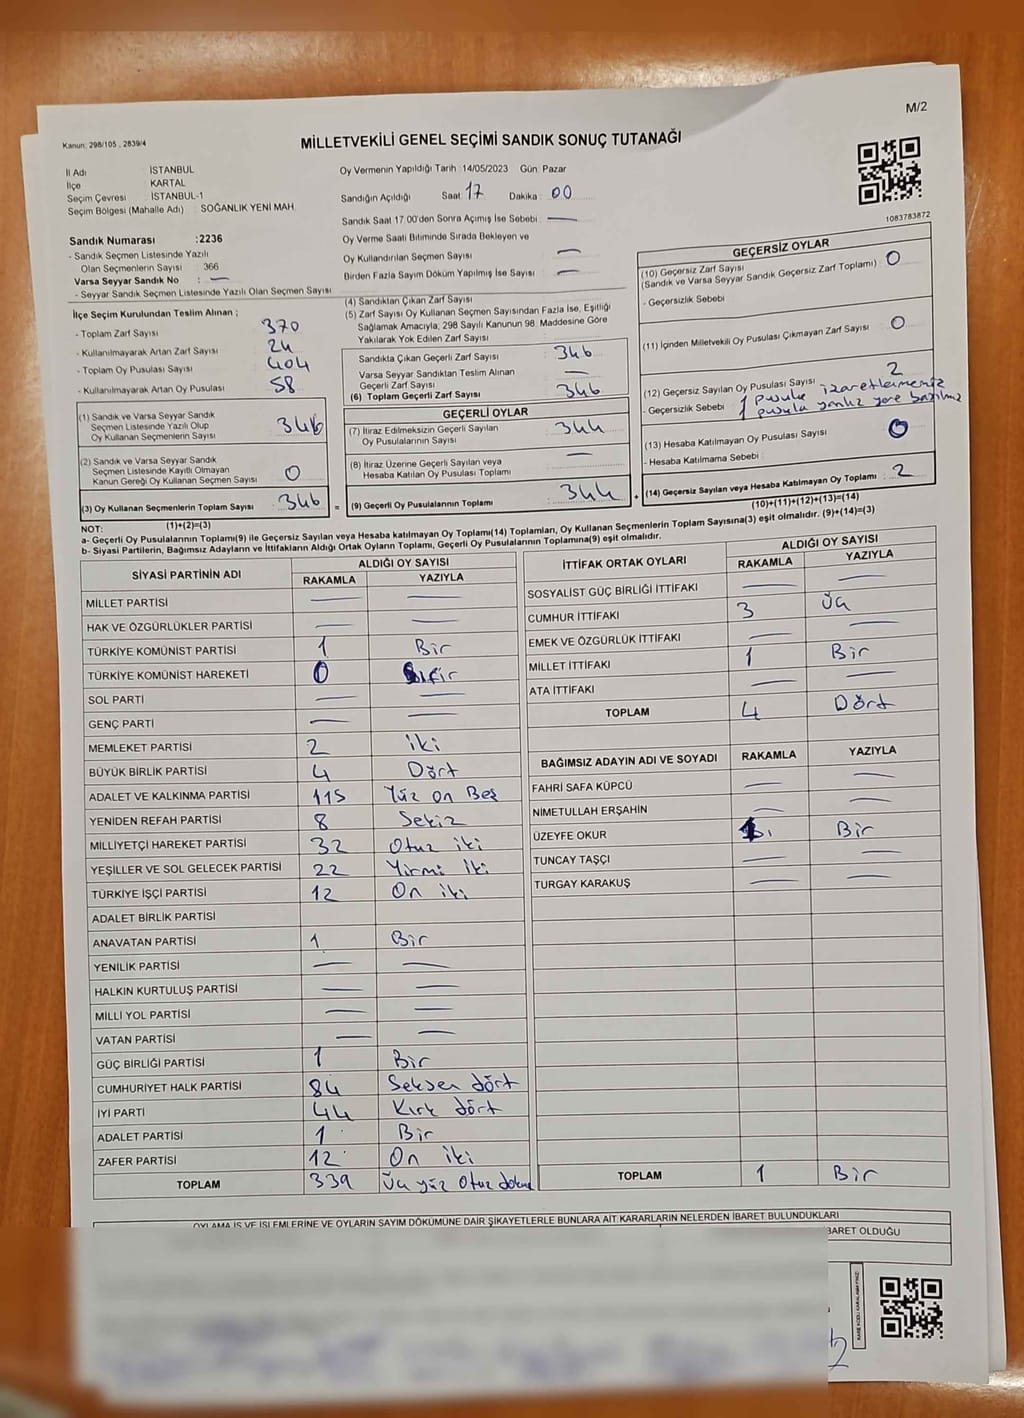 M/2
Kanun: 298/105 , 2839/4
MİLLETVEKİLİ GENEL SEÇİMİ SANDIK SONUÇ TUTANAĞI
İl Adı İSTANBUL
İlçe KARTAL
Seçim Çevresi İSTANBUL-1
Seçim Bölgesi (Mahalle Adı) SOĞANLIK YENİ MAH.
Sandık Numarası :2236
- Sandık Seçmen Listesinde Yazılı
Olan Seçmenlerin Sayısı : 366
Varsa Seyyar Sandık No : —
- Seyyar Sandık Seçmen Listesinde Yazılı Olan Seçmen Sayısı
Oy Vermenin Yapıldığı Tarih :14/05/2023 Gün: Pazar
Sandığın Açıldığı Saat 17 Dakika : 00
Sandık Saat 17.00'den Sonra Açımış İse Sebebi : —
Oy Verme Saati Bitiminde Sırada Bekleyen ve
Oy Kullandırılan Seçmen Sayısı —
Birden Fazla Sayım Döküm Yapılmış İse Sayısı : —
1083783872
İlçe Seçim Kurulundan Teslim Alınan ;
- Toplam Zarf Sayısı 370
- Kullanılmayarak Artan Zarf Sayısı 24
- Toplam Oy Pusulası Sayısı 404
- Kullanılmayarak Artan Oy Pusulası 58
(1) Sandık ve Varsa Seyyar Sandık
Seçmen Listesinde Yazılı Olup
Oy Kullanan Seçmenlerin Sayısı 346
(2) Sandık ve Varsa Seyyar Sandık
Seçmen Listesinde Kayıtlı Olmayan
Kanun Gereği Oy Kullanan Seçmen Sayısı 0
(3) Oy Kullanan Seçmenlerin Toplam Sayısı 346
(1)+(2)=(3)
(4) Sandıktan Çıkan Zarf Sayısı
(5) Zarf Sayısı Oy Kullanan Seçmen Sayısından Fazla İse, Eşitliği
Sağlamak Amacıyla, 298 Sayılı Kanunun 98. Maddesine Göre
Yakılarak Yok Edilen Zarf Sayısı
Sandıkta Çıkan Geçerli Zarf Sayısı 346
Varsa Seyyar Sandıktan Teslim Alınan
Geçerli Zarf Sayısı —
(6) Toplam Geçerli Zarf Sayısı 346
GEÇERLİ OYLAR
(7) İtiraz Edilmeksizin Geçerli Sayılan
Oy Pusulalarının Sayısı 344
(8) İtiraz Üzerine Geçerli Sayılan veya
Hesaba Katılan Oy Pusulası Toplamı —
= (9) Geçerli Oy Pusulalarının Toplamı 344
GEÇERSİZ OYLAR
(10) Geçersiz Zarf Sayısı 0
(Sandık ve Varsa Seyyar Sandık Geçersiz Zarf Toplamı)
- Geçersizlik Sebebi
(11) İçinden Milletvekili Oy Pusulası Çıkmayan Zarf Sayısı 0
(12) Geçersiz Sayılan Oy Pusulası Sayısı 2
- Geçersizlik Sebebi 1 pusula
1 pusula yanlış yere
(13) Hesaba Katılmayan Oy Pusulası Sayısı 0
- Hesaba Katılmama Sebebi
+ (14) Geçersiz Sayılan veya Hesaba Katılmayan Oy Toplamı 2
(10)+(11)+(12)+(13)=(14)
NOT:
a- Geçerli Oy Pusulalarının Toplamı(9) ile Geçersiz Sayılan veya Hesaba katılmayan Oy Toplamı(14) Toplamları, Oy Kullanan Seçmenlerin Toplam Sayısına(3) eşit olmalıdır. (9)+(14)=(3)
b- Siyasi Partilerin, Bağımsız Adayların ve İttifakların Aldığı Ortak Oyların Toplamı, Geçerli Oy Pusulalarının Toplamına(9) eşit olmalıdır.
SİYASİ PARTİNİN ADI ALDIĞI OY SAYISI
RAKAMLA YAZIYLA
MİLLET PARTİSİ — —
HAK VE ÖZGÜRLÜKLER PARTİSİ — —
TÜRKİYE KOMÜNİST PARTİSİ 1 Bir
TÜRKİYE KOMÜNİST HAREKETİ 0 Sıfır
SOL PARTİ — —
GENÇ PARTİ — —
MEMLEKET PARTİSİ 2 iki
BÜYÜK BİRLİK PARTİSİ 4 Dört
ADALET VE KALKINMA PARTİSİ 115 Yüz On Beş
YENİDEN REFAH PARTİSİ 8 Sekiz
MİLLİYETÇİ HAREKET PARTİSİ 32 Otuz iki
YEŞİLLER VE SOL GELECEK PARTİSİ 22 Yirmi iki
TÜRKİYE İŞÇİ PARTİSİ 12 On iki
ADALET BİRLİK PARTİSİ
ANAVATAN PARTİSİ 1 Bir
YENİLİK PARTİSİ — —
HALKIN KURTULUŞ PARTİSİ — —
MİLLİ YOL PARTİSİ — —
VATAN PARTİSİ — —
GÜÇ BİRLİĞİ PARTİSİ 1 Bir
CUMHURİYET HALK PARTİSİ 84 Seksen dört
İYİ PARTİ 44 Kırk dört
ADALET PARTİSİ 1 Bir
ZAFER PARTİSİ 12 On iki
TOPLAM 339 Üç yüz Otuz dokuz
İTTİFAK ORTAK OYLARI ALDIĞI OY SAYISI
RAKAMLA YAZIYLA
SOSYALİST GÜÇ BİRLİĞİ İTTİFAKI — —
CUMHUR İTTİFAKI 3 Üç
EMEK VE ÖZGÜRLÜK İTTİFAKI — —
MİLLET İTTİFAKI 1 Bir
ATA İTTİFAKI — —
TOPLAM 4 Dört
BAĞIMSIZ ADAYIN ADI VE SOYADI RAKAMLA YAZIYLA
FAHRİ SAFA KÜPCÜ — —
NİMETULLAH ERŞAHİN — —
ÜZEYFE OKUR 1 Bir
TUNCAY TAŞÇI — —
TURGAY KARAKUŞ — —
TOPLAM 1 Bir
OYLAMA İŞ VE İŞLEMLERİNE VE OYLARIN SAYIM DÖKÜMÜNE DAİR ŞİKAYETLERLE BUNLARA AİT KARARLARIN NELERDEN İBARET BULUNDUKLARI
BARET OLDUĞU